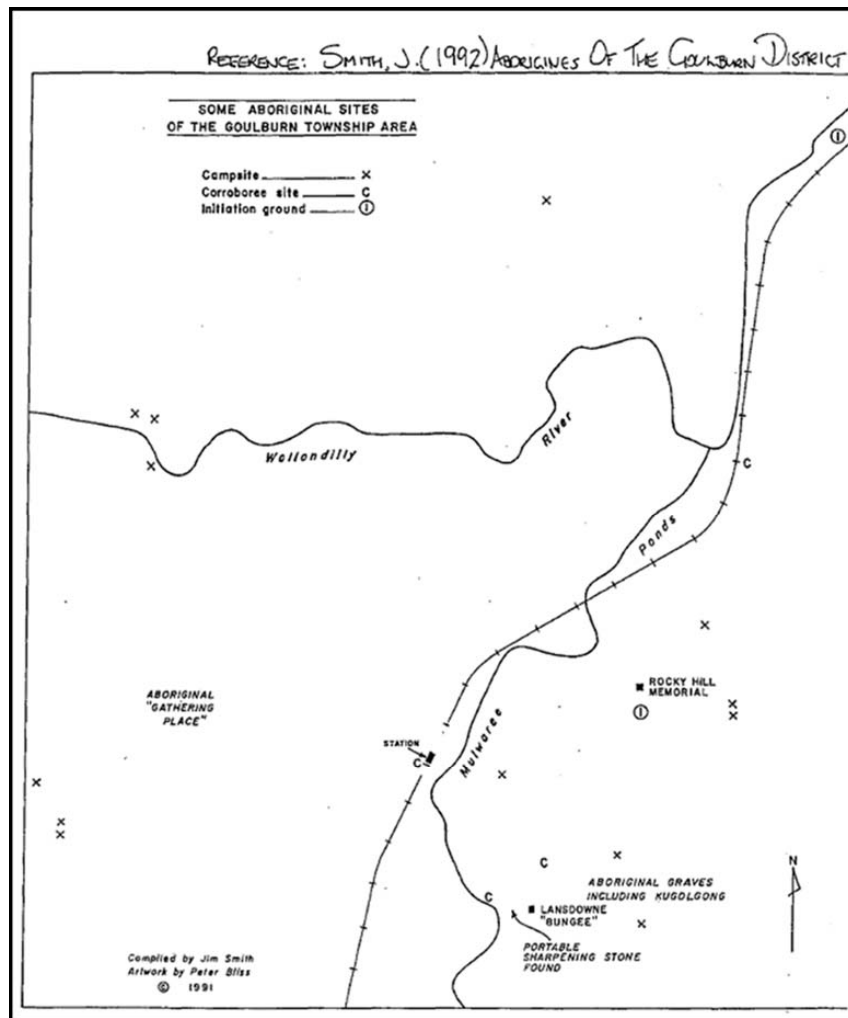 REFERENCE: SMITH, J. (1992) ABORIGINES OF THE GOULBURN DISTRICT
SOME ABORIGINAL SITES
OF THE GOULBURN TOWNSHIP AREA
Campsite X
Corroboree site C
Initiation ground I
I
X
X X
X
Wollondilly
River
C
Ponds
X
ROCKY HILL
MEMORIAL
ABORIGINAL
"GATHERING
PLACE"
X
X
I
Mulwaree
STATION
C
X
X
X
X
C
X
N
ABORIGINAL GRAVES
INCLUDING KUGOLGONG
C
LANSDOWNE
"BUNGEE"
X
PORTABLE
SHARPENING STONE
FOUND
Compiled by Jim Smith
Artwork by Peter Bliss
© 1991